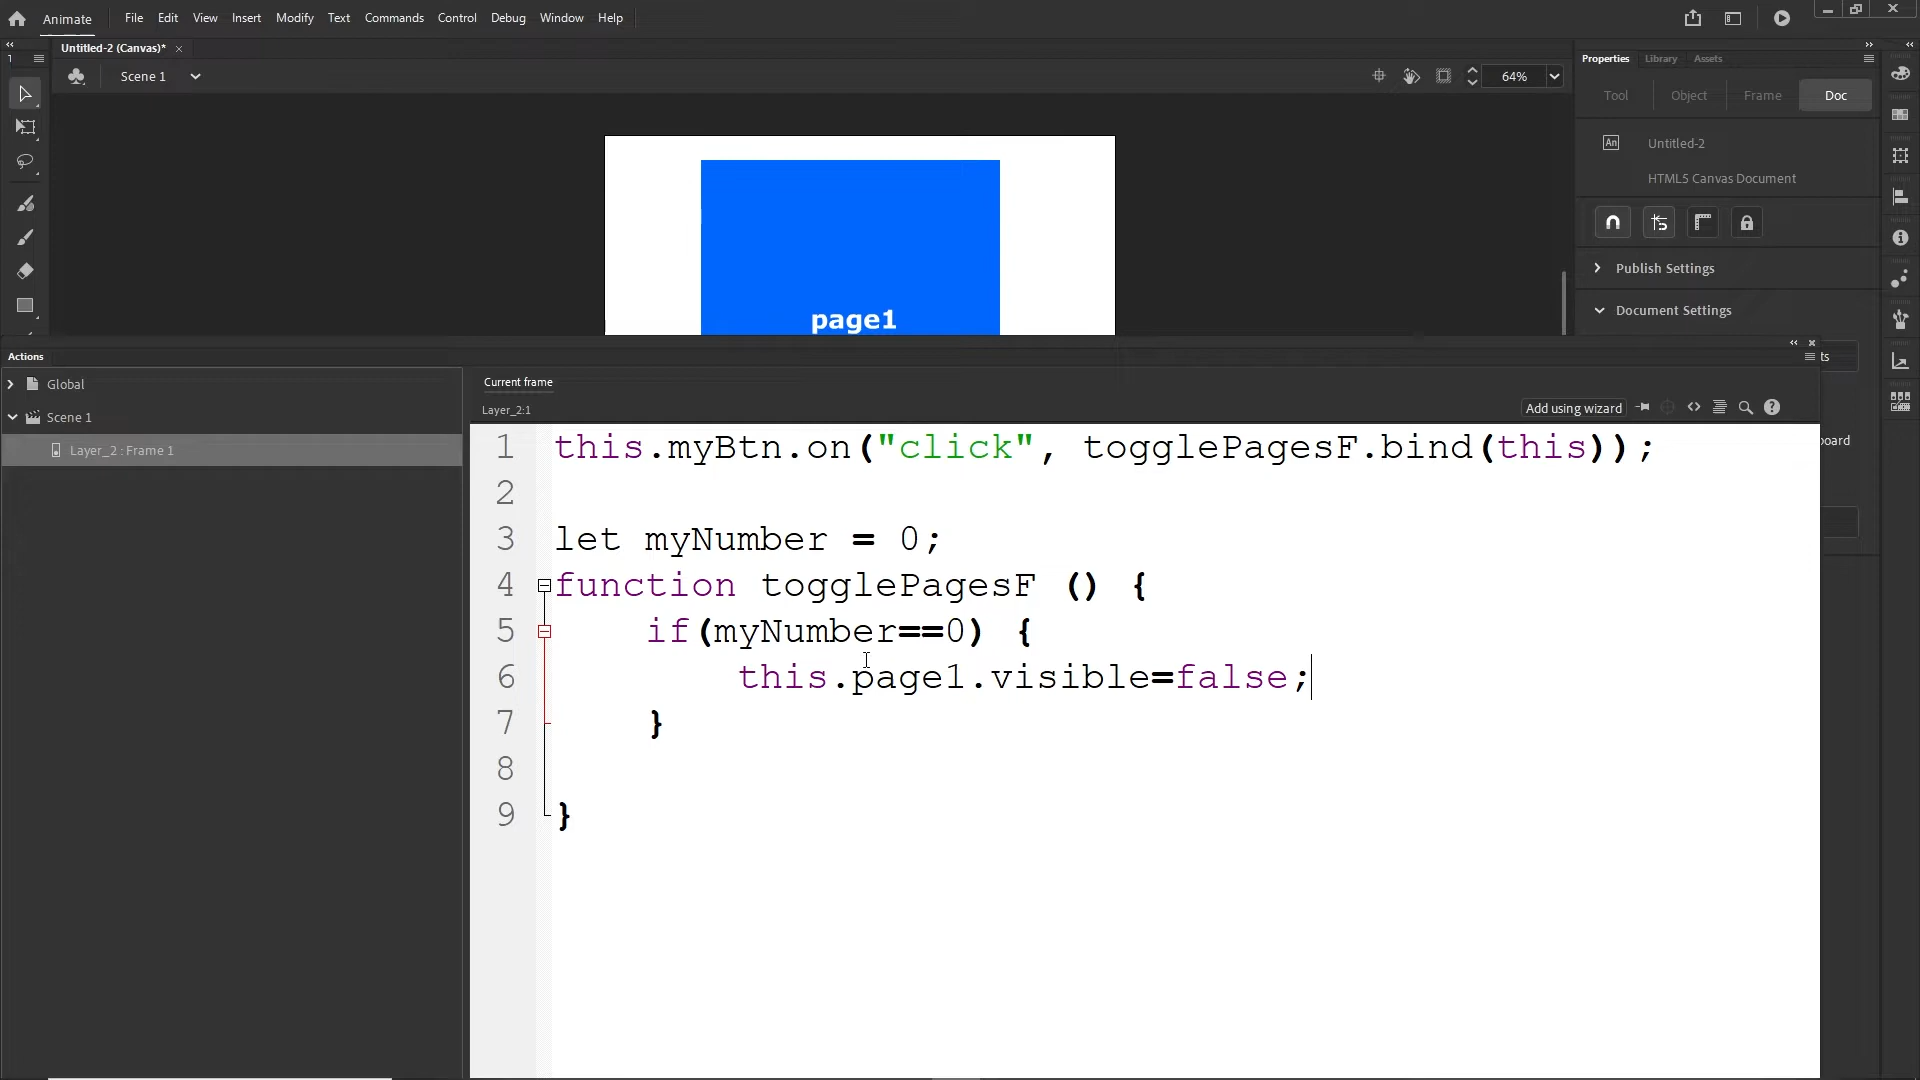 Animate File Edit View Insert Modify Text Commands Control Debug Window Help
Untitled-2 (Canvas)*
Scene 1
64%
Properties Library Assets
Tool Object Frame Doc
An Untitled-2
HTML5 Canvas Document
Publish Settings
Document Settings
page1
Actions
Global
Scene 1
Layer_2 : Frame 1
Current frame
Layer_2:1
Add using wizard
1 this.myBtn.on("click", togglePagesF.bind(this));
2
3 let myNumber = 0;
4 function togglePagesF () {
5 if(myNumber==0) {
6 this.page1.visible=false;
7 }
8
9 }